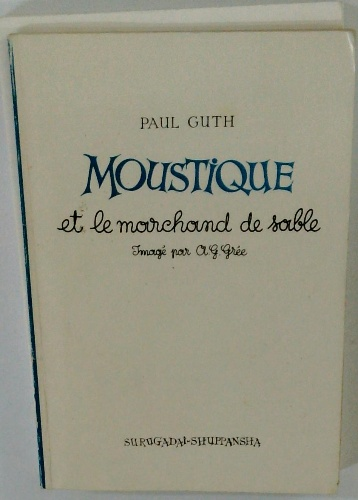 PAUL GUTH
MOUSTiQUE
et le marchand de sable
Imagé par A G Grée
SURUGADAI-SHUPPANSHA